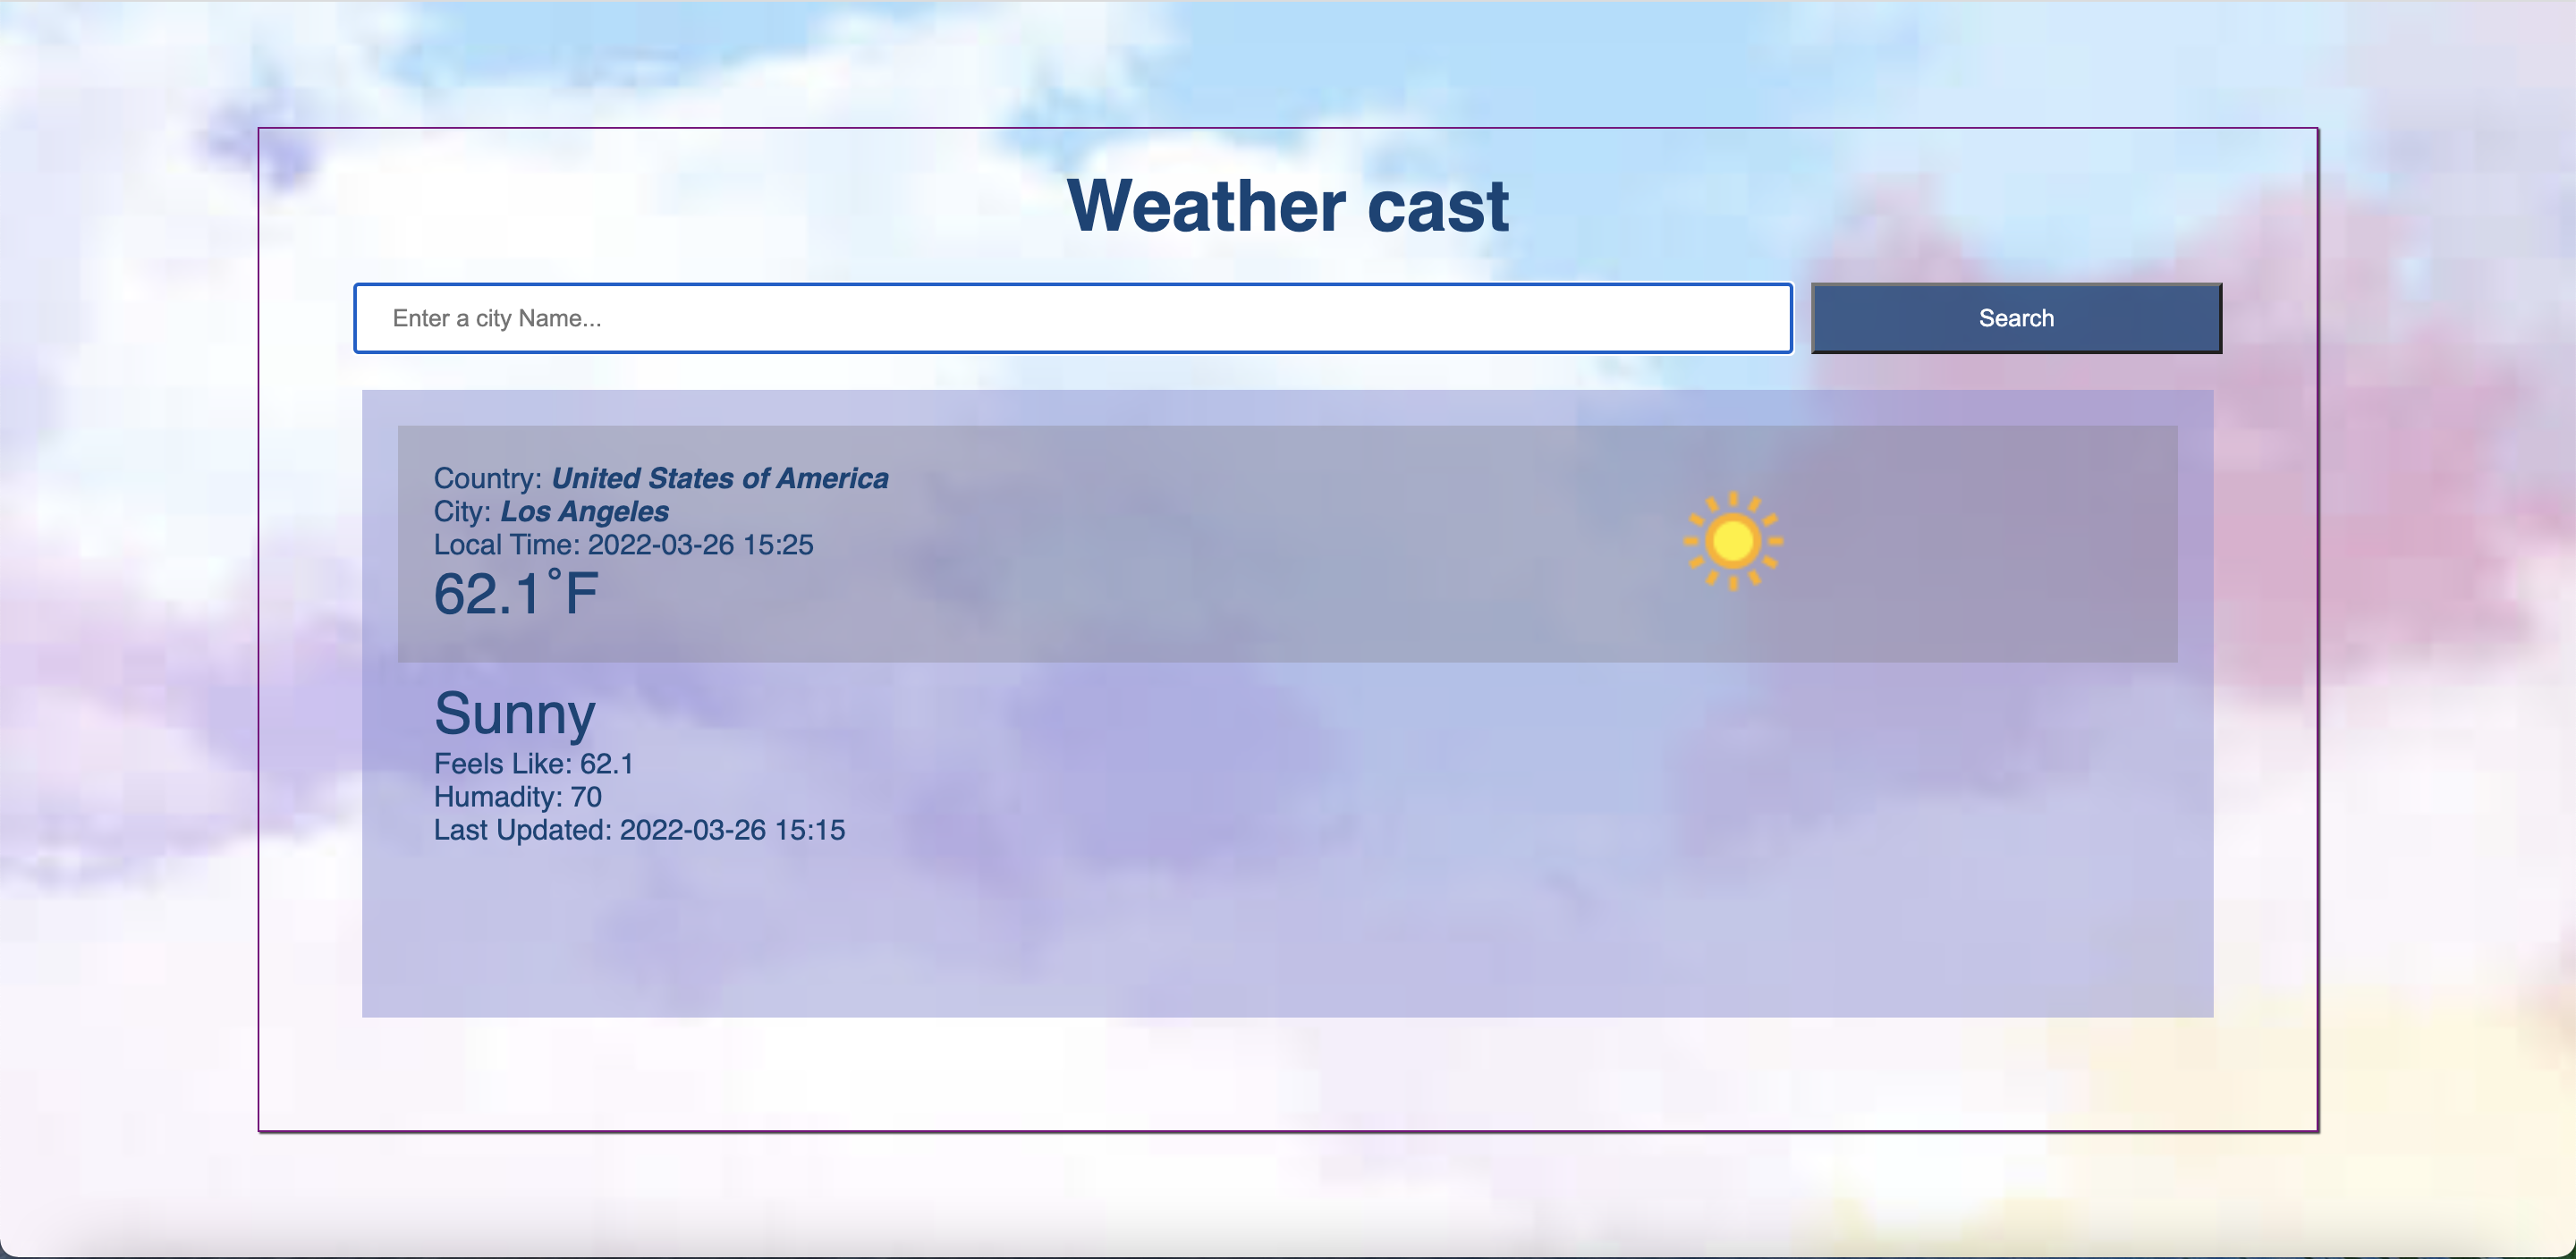 Weather cast
Enter a city Name...
Search
Country: United States of America
City: Los Angeles
Local Time: 2022-03-26 15:25
62.1°F
Sunny
Feels Like: 62.1
Humadity: 70
Last Updated: 2022-03-26 15:15